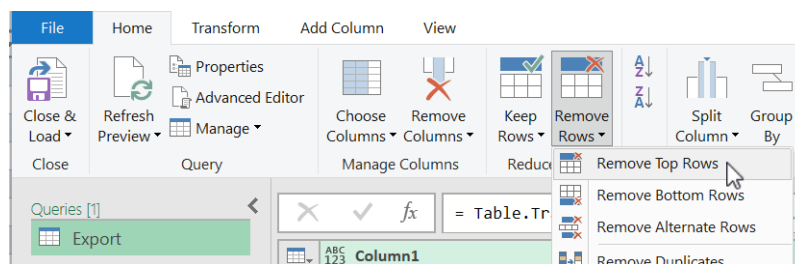 File Home Transform Add Column View
Properties
Advanced Editor
Manage
Close & Load
Refresh Preview
Choose Columns
Remove Columns
Keep Rows
Remove Rows
A Z
Z A
Split Column
Group By
Close Query Manage Columns Reduc
Remove Top Rows
Remove Bottom Rows
Remove Alternate Rows
Remove Duplicates
Queries [1]
Export
fx = Table.Tr
ABC 123 Column1